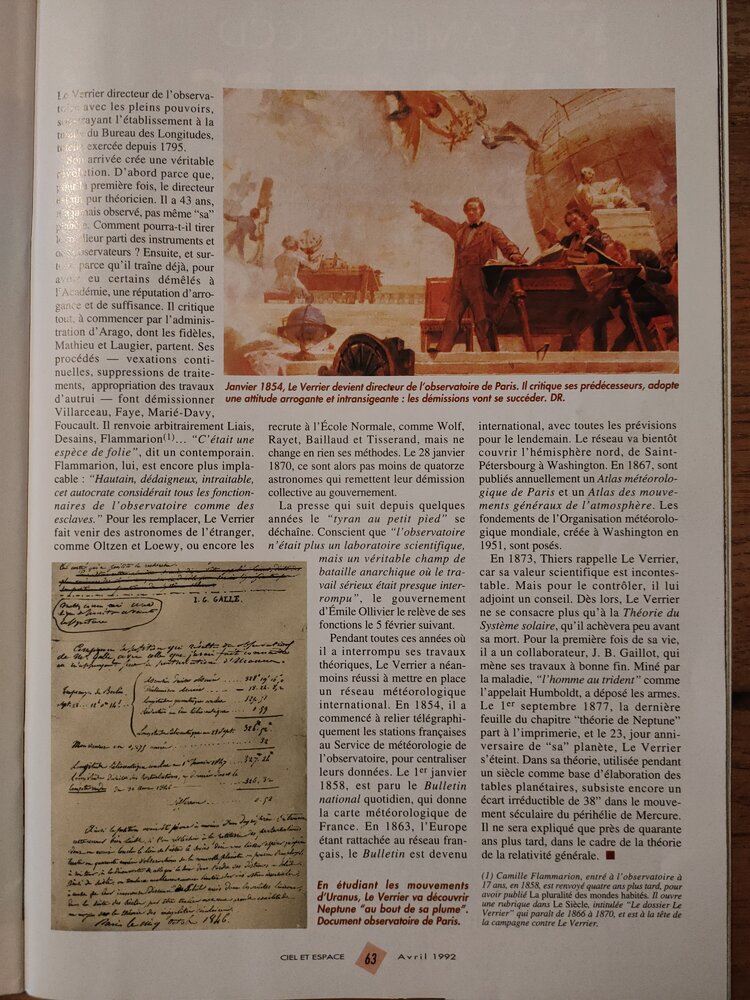 Le Verrier directeur de l'observa-
avec les pleins pouvoirs,
soustrayant l'établissement à la
du Bureau des Longitudes,
exercée depuis 1795.
Son arrivée crée une véritable
révolution. D'abord parce que,
pour la première fois, le directeur
est un pur théoricien. Il a 43 ans,
n'a jamais observé, pas même "sa"
Comment pourra-t-il tirer
le meilleur parti des instruments et
observateurs ? Ensuite, et sur-
tout parce qu'il traîne déjà, pour
avoir eu certains démêlés à
l'Académie, une réputation d'arro-
gance et de suffisance. Il critique
tout, à commencer par l'adminis-
tration d'Arago, dont les fidèles,
Mathieu et Laugier, partent. Ses
procédés — vexations conti-
nuelles, suppressions de traite-
ments, appropriation des travaux
d'autrui — font démissionner
Villarceau, Faye, Marié-Davy,
Foucault. Il renvoie arbitrairement Liais,
Desains, Flammarion(1)... "C'était une
espèce de folie", dit un contemporain.
Flammarion, lui, est encore plus impla-
cable : "Hautain, dédaigneux, intraitable,
cet autocrate considérait tous les fonction-
naires de l'observatoire comme des
esclaves." Pour les remplacer, Le Verrier
fait venir des astronomes de l'étranger,
comme Oltzen et Loewy, ou encore les
Janvier 1854, Le Verrier devient directeur de l'observatoire de Paris. Il critique ses prédécesseurs, adopte
une attitude arrogante et intransigeante : les démissions vont se succéder. DR.
recrute à l'École Normale, comme Wolf,
Rayet, Baillaud et Tisserand, mais ne
change en rien ses méthodes. Le 28 janvier
1870, ce sont alors pas moins de quatorze
astronomes qui remettent leur démission
collective au gouvernement.
La presse qui suit depuis quelques
années le "tyran au petit pied" se
déchaîne. Conscient que "l'observatoire
n'était plus un laboratoire scientifique,
mais un véritable champ de
bataille anarchique où le tra-
vail sérieux était presque inter-
rompu", le gouvernement
d'Émile Ollivier le relève de ses
fonctions le 5 février suivant.
Pendant toutes ces années où
il a interrompu ses travaux
théoriques, Le Verrier a néan-
moins réussi à mettre en place
un réseau météorologique
international. En 1854, il a
commencé à relier télégraphi-
quement les stations françaises
au Service de météorologie de
l'observatoire, pour centraliser
leurs données. Le 1er janvier
1858, est paru le Bulletin
national quotidien, qui donne
la carte météorologique de
France. En 1863, l'Europe
étant rattachée au réseau fran-
çais, le Bulletin est devenu
international, avec toutes les prévisions
pour le lendemain. Le réseau va bientôt
couvrir l'hémisphère nord, de Saint-
Pétersbourg à Washington. En 1867, sont
publiés annuellement un Atlas météorolo-
gique de Paris et un Atlas des mouve-
ments généraux de l'atmosphère. Les
fondements de l'Organisation météorolo-
gique mondiale, créée à Washington en
1951, sont posés.
En 1873, Thiers rappelle Le Verrier,
car sa valeur scientifique est incontes-
table. Mais pour le contrôler, il lui
adjoint un conseil. Dès lors, Le Verrier
ne se consacre plus qu'à la Théorie du
Système solaire, qu'il achèvera peu avant
sa mort. Pour la première fois de sa vie,
il a un collaborateur, J. B. Gaillot, qui
mène ses travaux à bonne fin. Miné par
la maladie, "l'homme au trident" comme
l'appelait Humboldt, a déposé les armes.
Le 1er septembre 1877, la dernière
feuille du chapitre "théorie de Neptune"
part à l'imprimerie, et le 23, jour anni-
versaire de "sa" planète, Le Verrier
s'éteint. Dans sa théorie, utilisée pendant
un siècle comme base d'élaboration des
tables planétaires, subsiste encore un
écart irréductible de 38" dans le mouve-
ment séculaire du périhélie de Mercure.
Il ne sera expliqué que près de quarante
ans plus tard, dans le cadre de la théorie
de la relativité générale.
I. G. GALLE.
En étudiant les mouvements
d'Uranus, Le Verrier va découvrir
Neptune "au bout de sa plume".
Document observatoire de Paris.
(1) Camille Flammarion, entré à l'observatoire à
17 ans, en 1858, est renvoyé quatre ans plus tard, pour
avoir publié La pluralité des mondes habités. Il ouvre
une rubrique dans Le Siècle, intitulée "Le dossier Le
Verrier" qui paraît de 1866 à 1870, et est à la tête de
la campagne contre Le Verrier.
CIEL ET ESPACE 63 Avril 1992